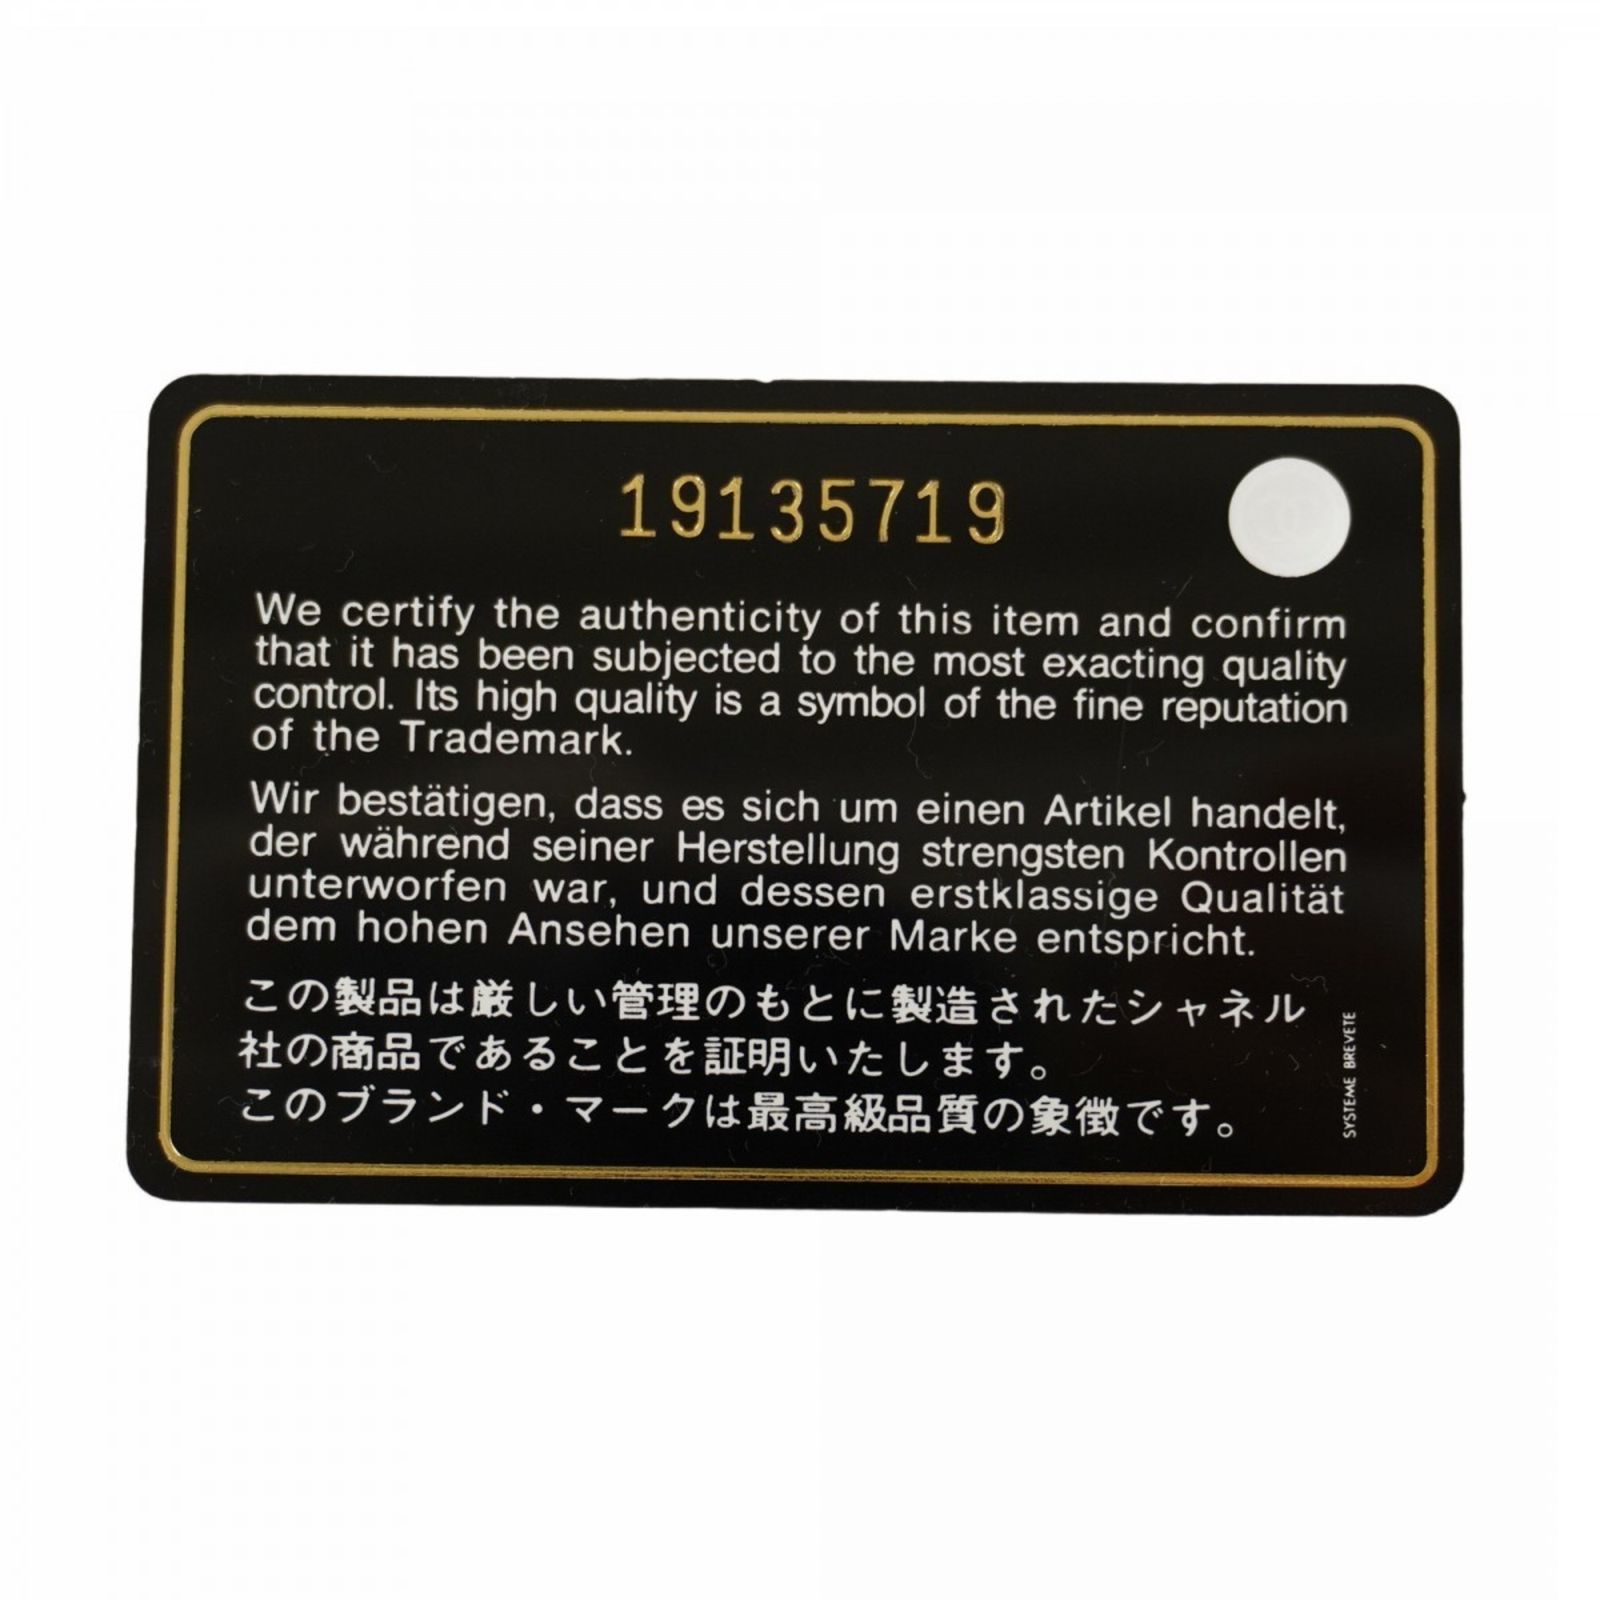 19135719
We certify the authenticity of this item and confirm
that it has been subjected to the most exacting quality
control. Its high quality is a symbol of the fine reputation
of the Trademark.
Wir bestätigen, dass es sich um einen Artikel handelt,
der während seiner Herstellung strengsten Kontrollen
unterworfen war, und dessen erstklassige Qualität
dem hohen Ansehen unserer Marke entspricht.
この製品は厳しい管理のもとに製造されたシャネル
社の商品であることを証明いたします。
このブランド・マークは最高級品質の象徴です。
SYSTEME BREVETE